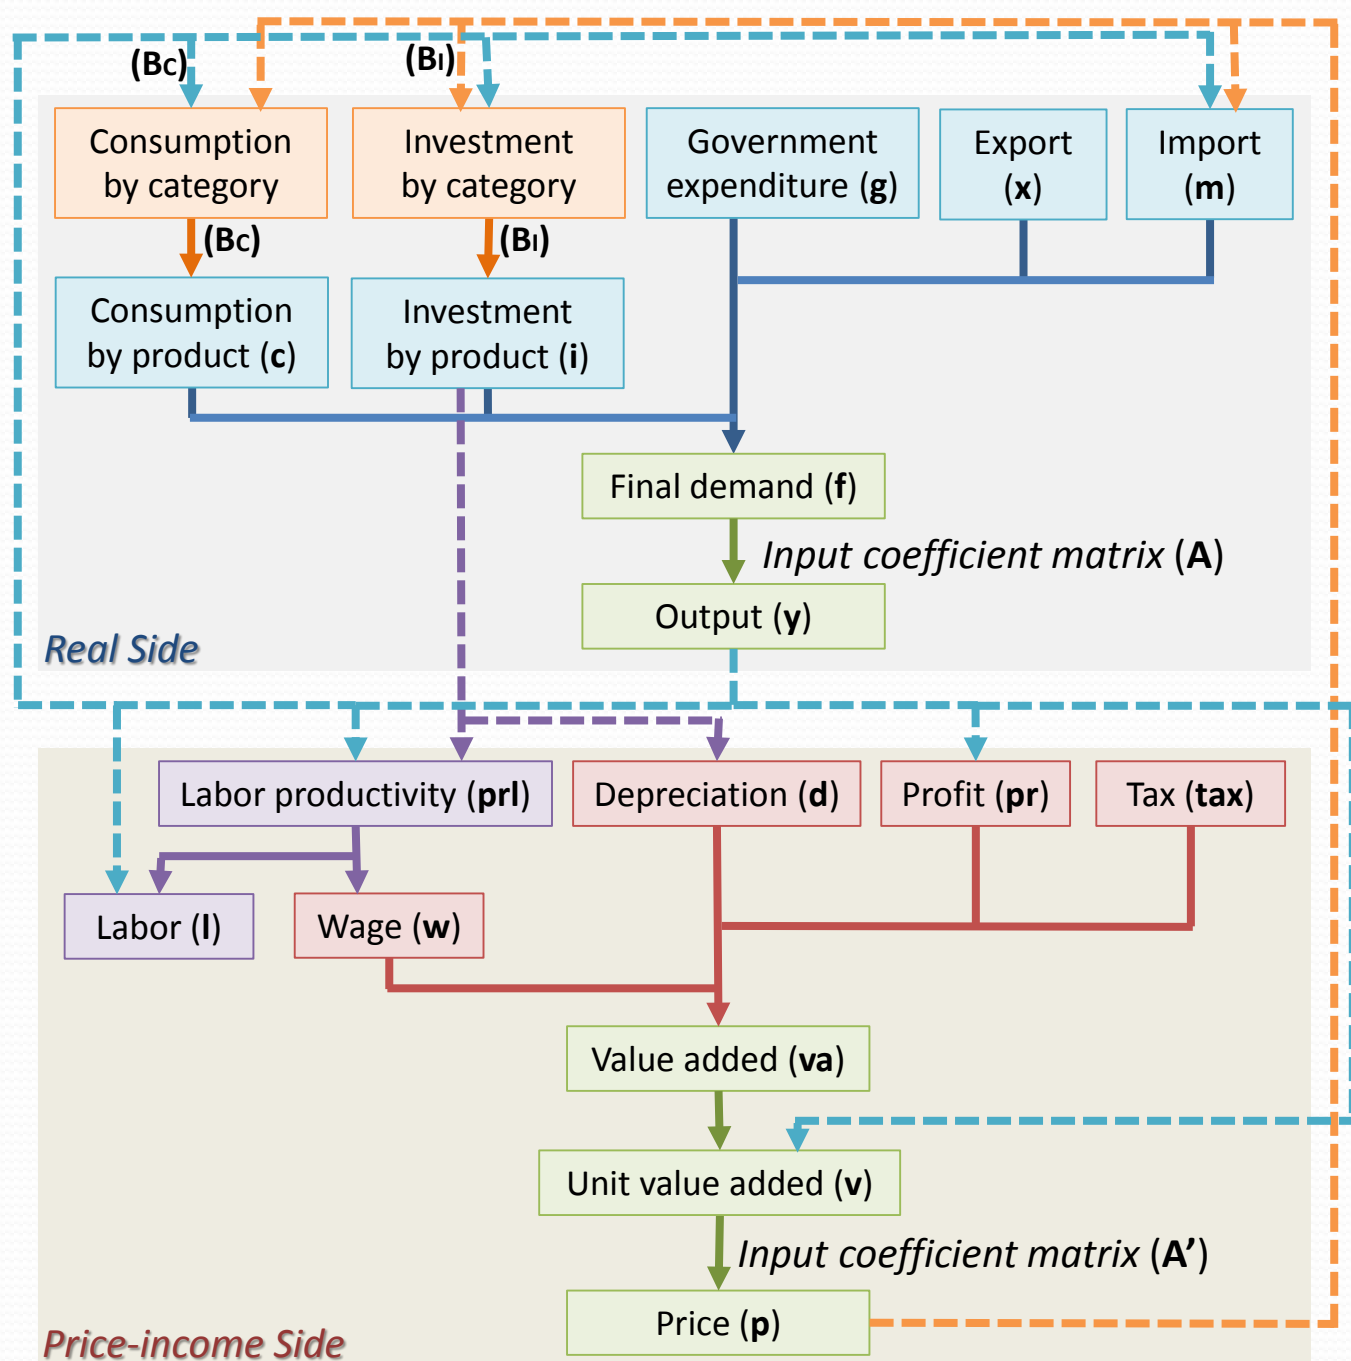 (BC)
(BI)
Consumption
by category
Investment
by category
Government
expenditure (g)
Export
(x)
Import
(m)
(BC)
(BI)
Consumption
by product (c)
Investment
by product (i)
Final demand (f)
Input coefficient matrix (A)
Output (y)
Real Side
Labor productivity (prl)
Depreciation (d)
Profit (pr)
Tax (tax)
Labor (l)
Wage (w)
Value added (va)
Unit value added (v)
Input coefficient matrix (A’)
Price (p)
Price-income Side